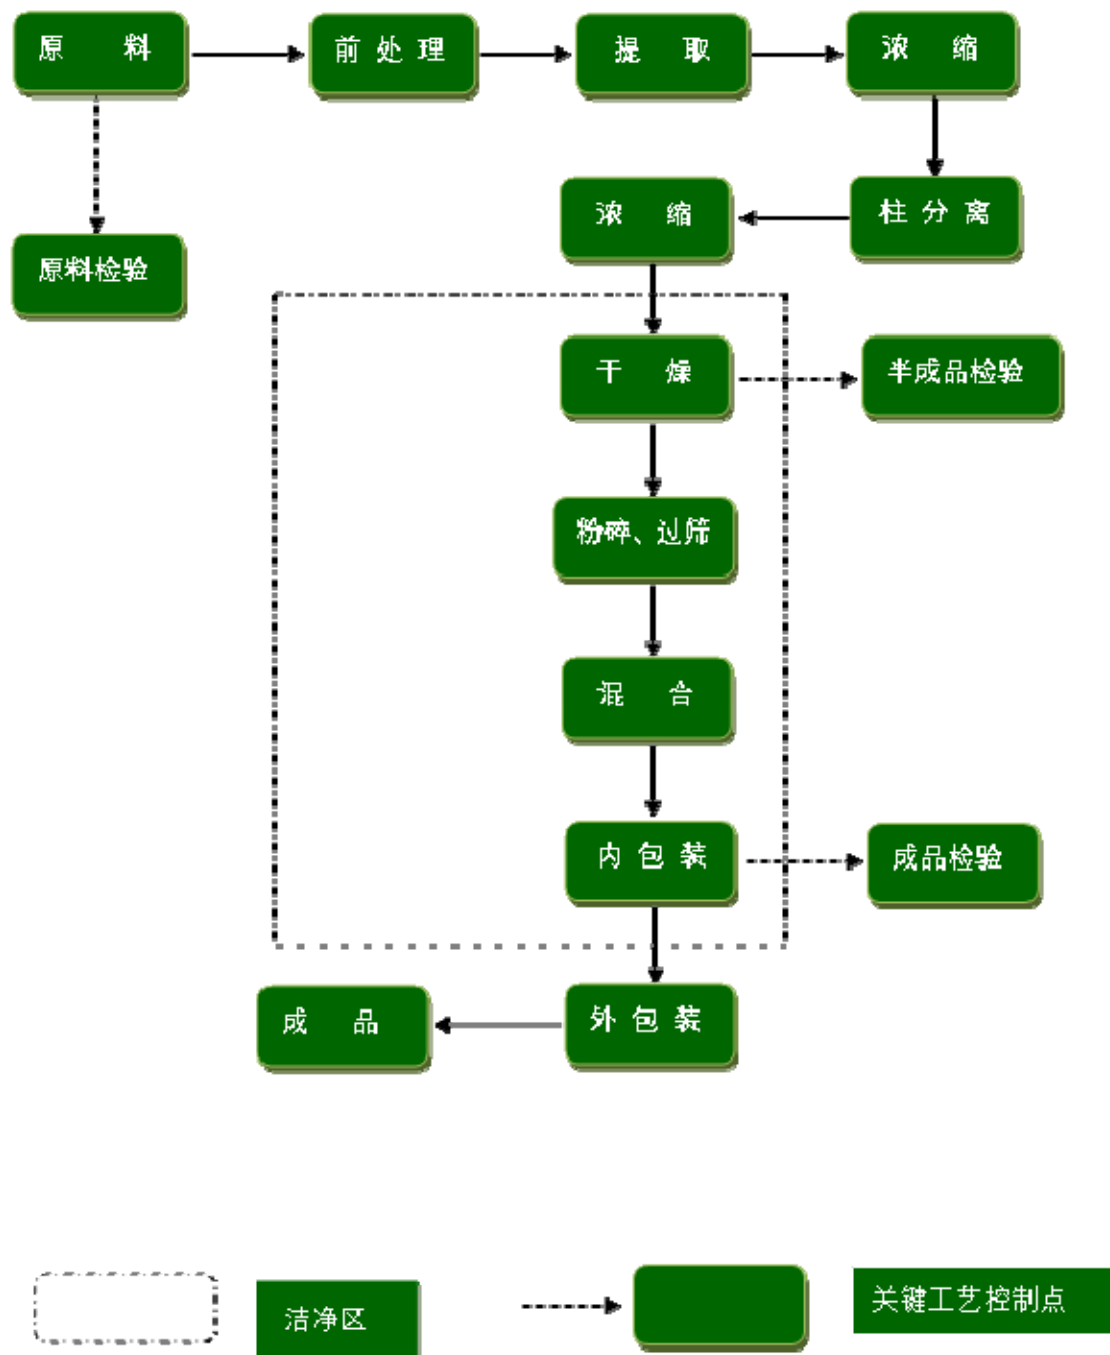 原料
前处理
提取
浓缩
浓缩
柱分离
原料检验
干燥
半成品检验
粉碎、过筛
混合
内包装
成品检验
成品
外包装
洁净区
关键工艺控制点